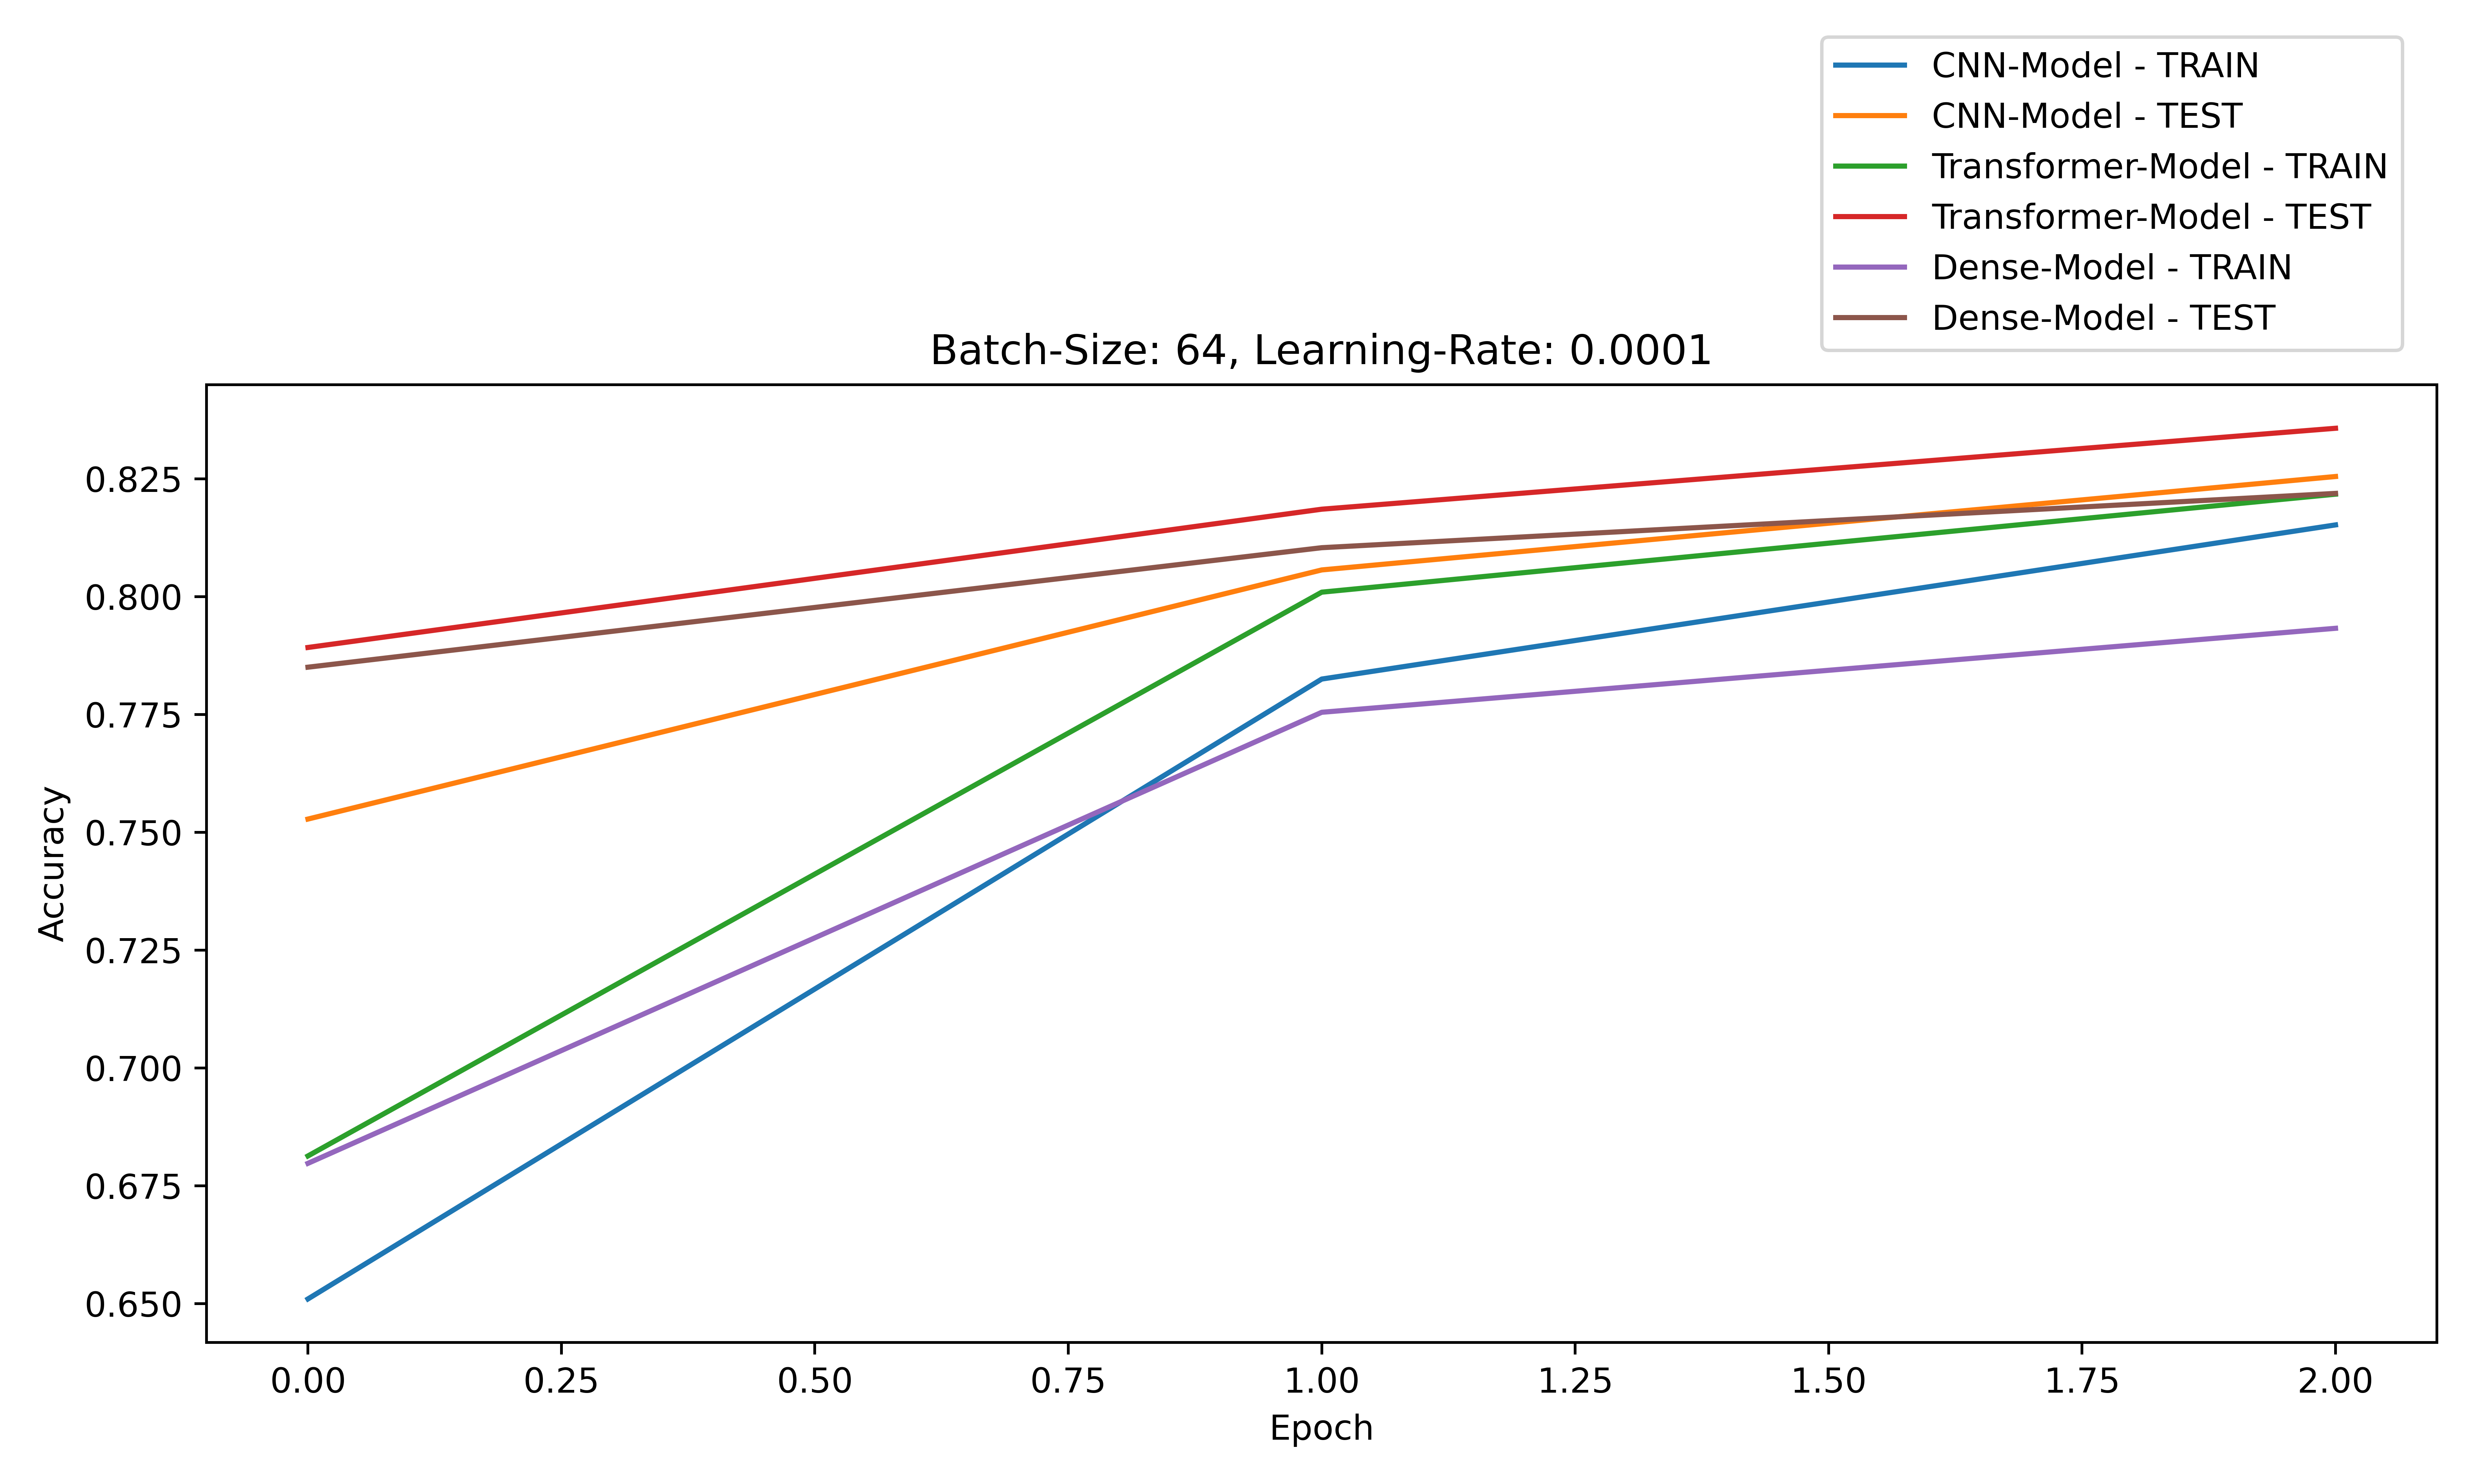 CNN-Model - TRAIN
CNN-Model - TEST
Transformer-Model - TRAIN
Transformer-Model - TEST
Dense-Model - TRAIN
Dense-Model - TEST
Batch-Size: 64, Learning-Rate: 0.0001
Accuracy
0.825
0.800
0.775
0.750
0.725
0.700
0.675
0.650
0.00 0.25 0.50 0.75 1.00 1.25 1.50 1.75 2.00
Epoch